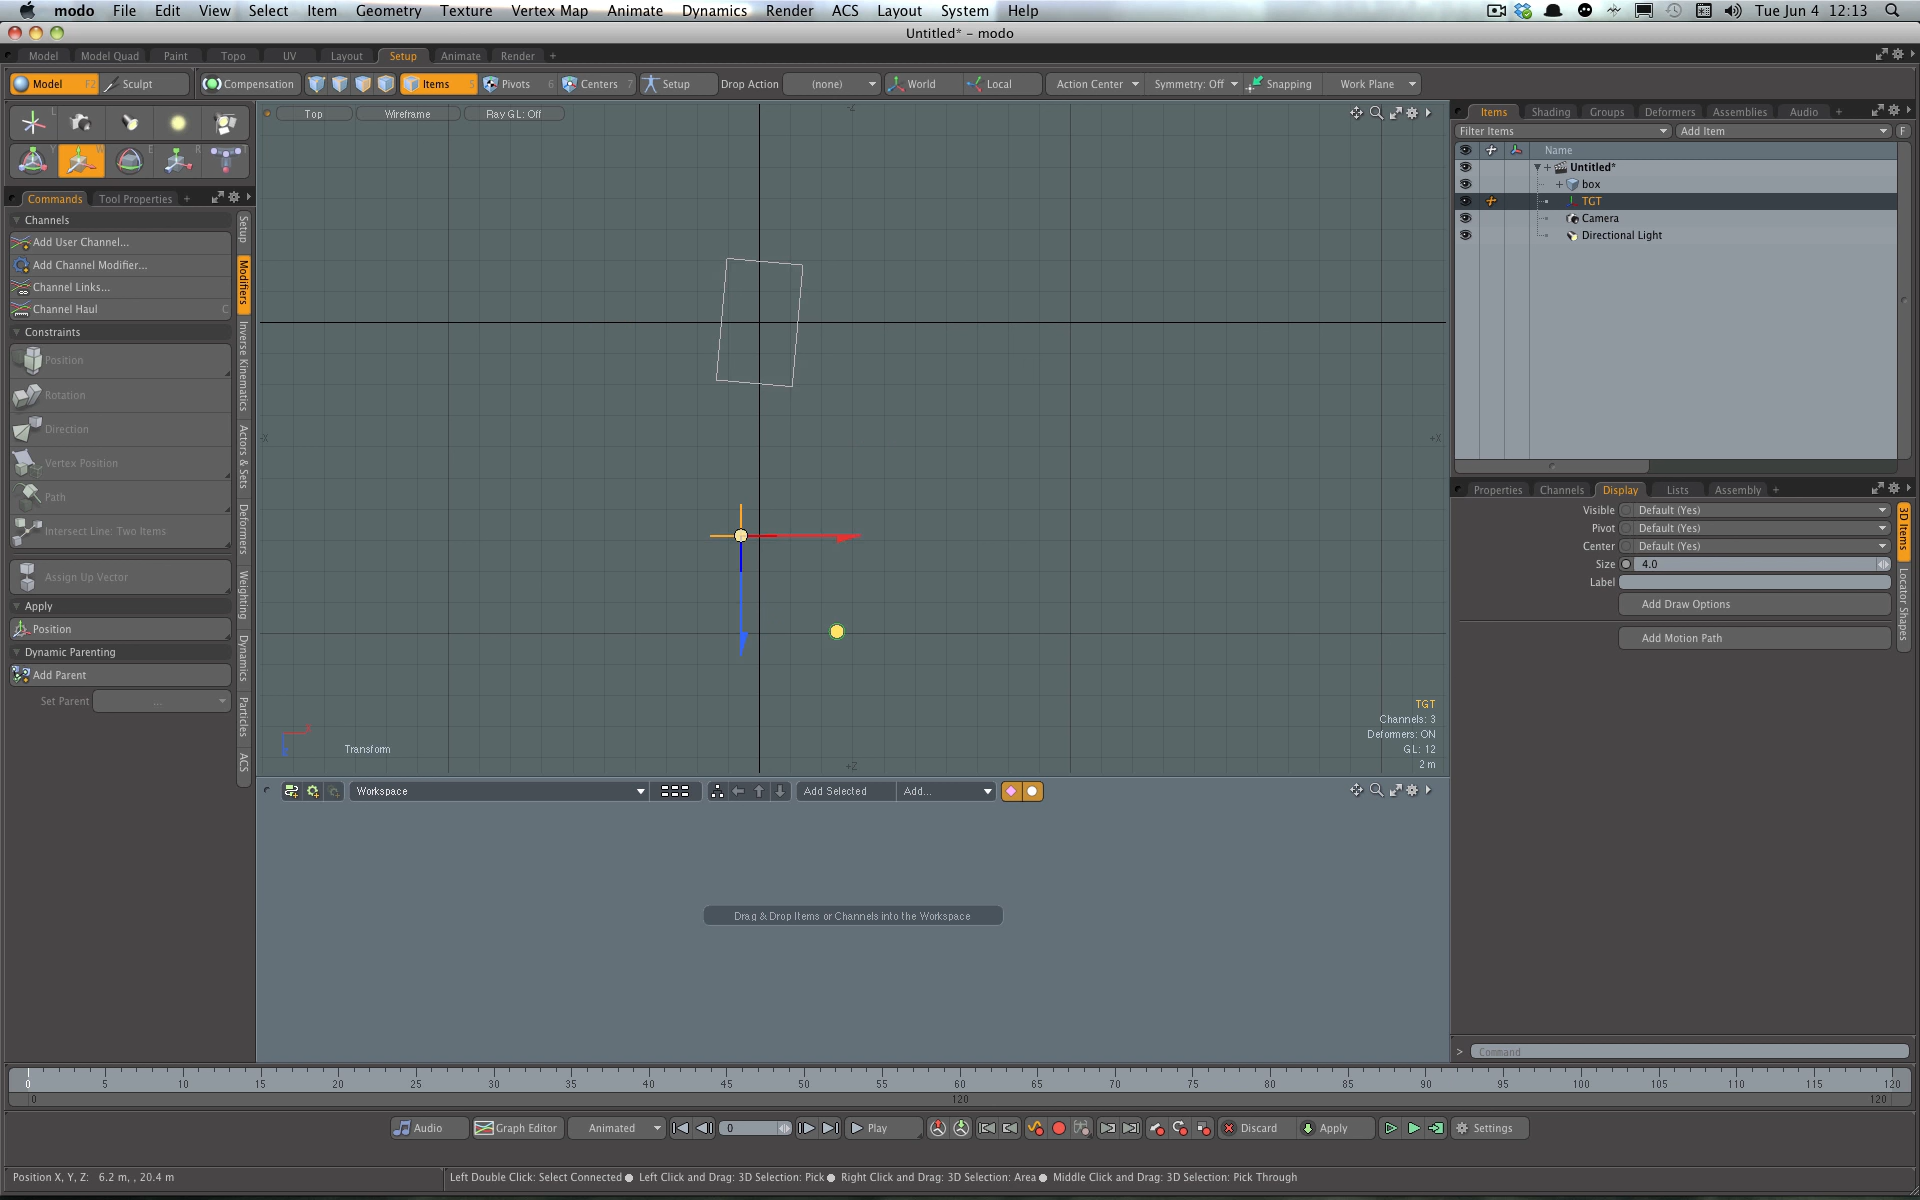 modo File Edit View Select Item Geometry Texture Vertex Map Animate Dynamics Render ACS Layout System Help Tue Jun 4 12:13
Untitled* – modo
Model Model Quad Paint Topo UV Layout Setup Animate Render +
Model F2 Sculpt Compensation Items 5 Pivots 6 Centers 7 Setup Drop Action (none) World Local Action Center Symmetry: Off Snapping Work Plane
Top Wireframe Ray GL: Off
Commands Tool Properties +
Channels
Add User Channel...
Add Channel Modifier...
Channel Links...
Channel Haul C
Constraints
Position
Rotation
Direction
Vertex Position
Path
Intersect Line: Two Items
Assign Up Vector
Apply
Position
Dynamic Parenting
Add Parent
Set Parent ...
Setup
Modifiers
Inverse Kinematics
Actors & Sets
Deformers
Weighting
Dynamics
Particles
ACS
-X
+X
+Z
Transform
TGT
Channels: 3
Deformers: ON
GL: 12
2 m
Workspace Add Selected Add...
Drag & Drop Items or Channels into the Workspace
Items Shading Groups Deformers Assemblies Audio +
Filter Items Add Item F
Name
Untitled*
box
TGT
Camera
Directional Light
Properties Channels Display Lists Assembly +
Visible Default (Yes)
Pivot Default (Yes)
Center Default (Yes)
Size 4.0
Label
Add Draw Options
Add Motion Path
3D Items
Locator Shapes
> Command
0 5 10 15 20 25 30 35 40 45 50 55 60 65 70 75 80 85 90 95 100 105 110 115 120
0 120 120
Audio Graph Editor Animated 0 Play Discard Apply Settings
Position X, Y, Z: 6.2 m, , 20.4 m
Left Double Click: Select Connected ● Left Click and Drag: 3D Selection: Pick ● Right Click and Drag: 3D Selection: Area ● Middle Click and Drag: 3D Selection: Pick Through